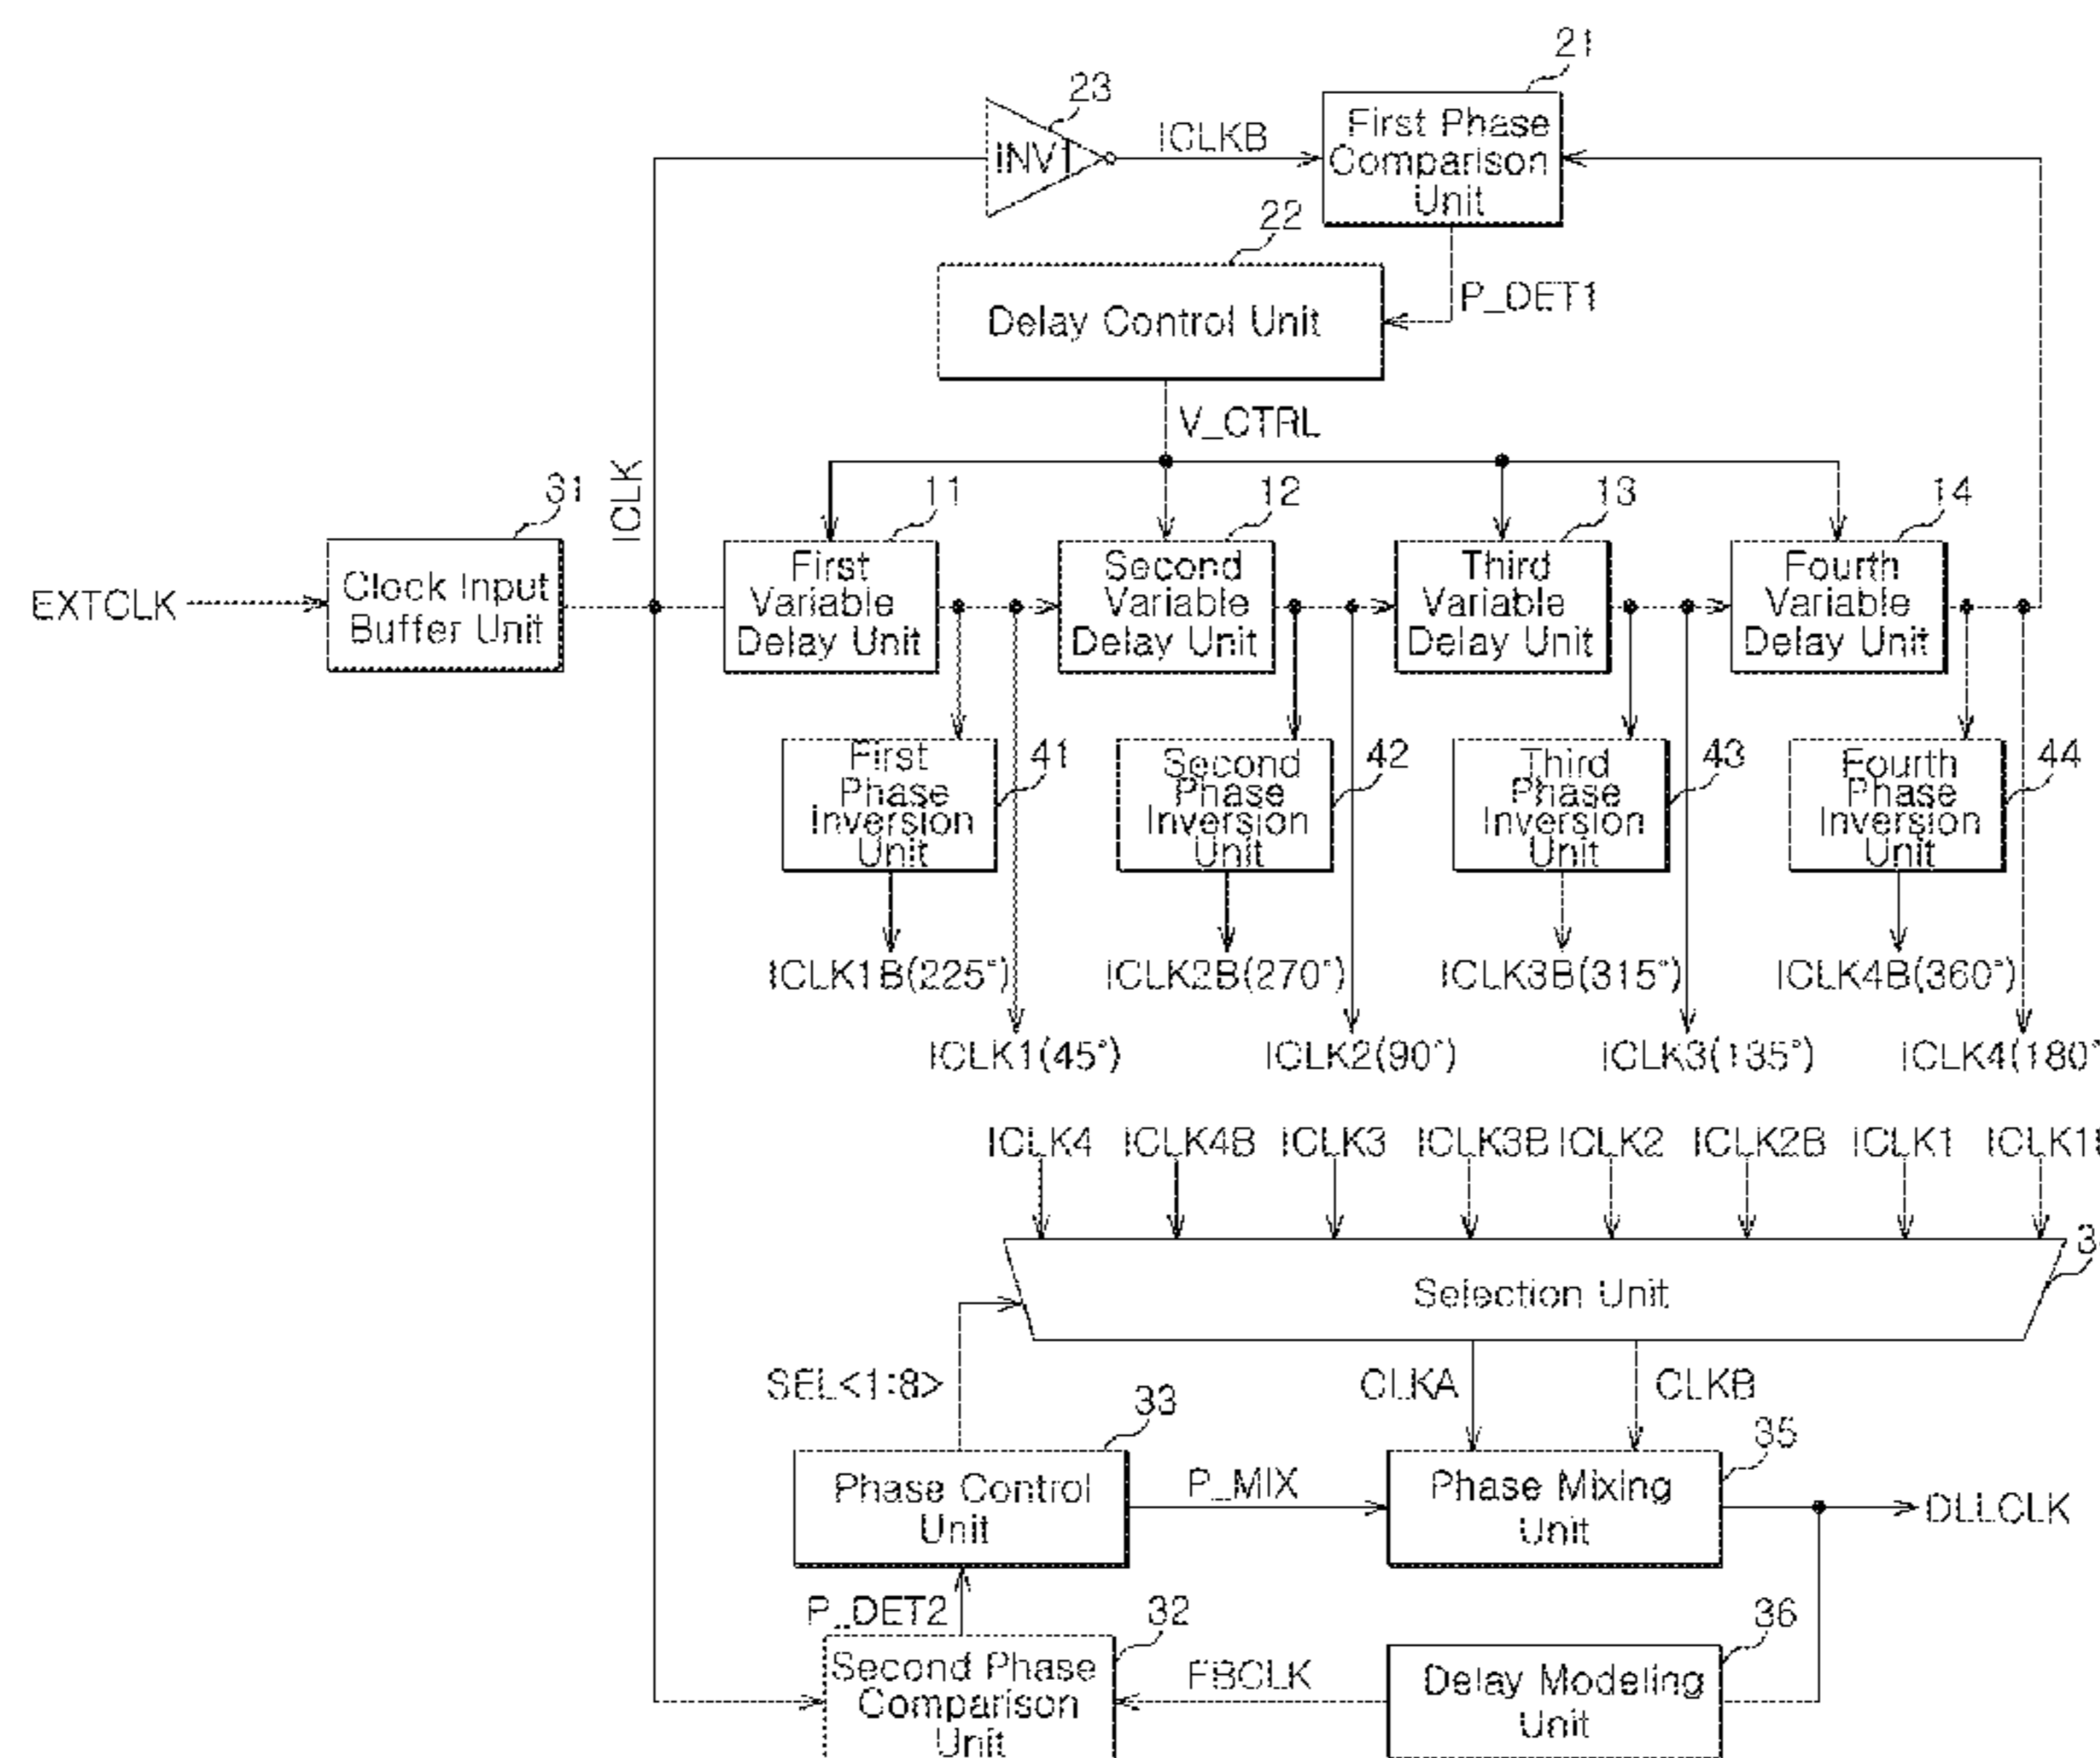 21
23
INV1
ICLKB
First Phase
Comparison
Unit
22
Delay Control Unit
P_DET1
V_CTRL
ICLK
31
11
12
13
14
EXTCLK
Clock Input
Buffer Unit
First
Variable
Delay Unit
Second
Variable
Delay Unit
Third
Variable
Delay Unit
Fourth
Variable
Delay Unit
First
Phase
Inversion
Unit
41
Second
Phase
Inversion
Unit
42
Third
Phase
Inversion
Unit
43
Fourth
Phase
Inversion
Unit
44
ICLK1B(225°)
ICLK2B(270°)
ICLK3B(315°)
ICLK4B(360°)
ICLK1(45°)
ICLK2(90°)
ICLK3(135°)
ICLK4(180°
ICLK4
ICLK4B
ICLK3
ICLK3B
ICLK2
ICLK2B
ICLK1
Selection Unit
SEL<1:8>
CLKA
CLKB
33
35
Phase Control
Unit
P_MIX
Phase Mixing
Unit
DLLCLK
P_DET2
32
36
Second Phase
Comparison
Unit
FBCLK
Delay Modeling
Unit